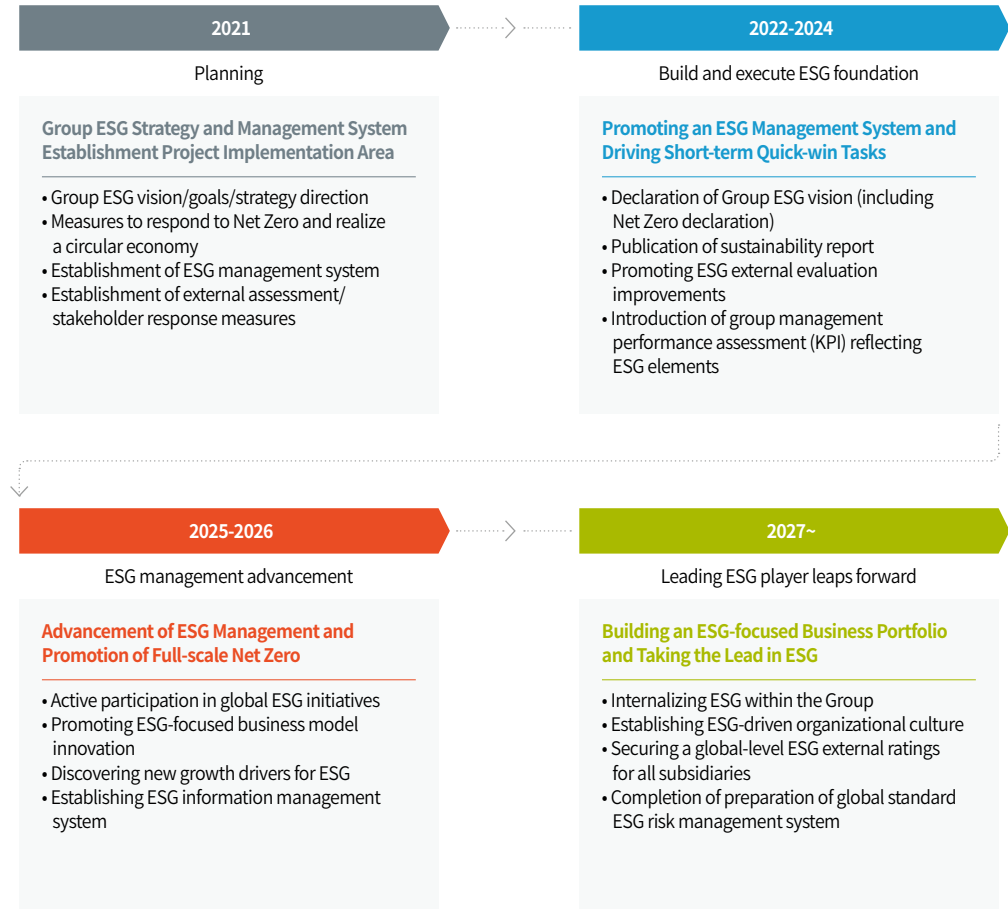 2021
Planning
Group ESG Strategy and Management System
Establishment Project Implementation Area
• Group ESG vision/goals/strategy direction
• Measures to respond to Net Zero and realize
a circular economy
• Establishment of ESG management system
• Establishment of external assessment/
stakeholder response measures
2022-2024
Build and execute ESG foundation
Promoting an ESG Management System and
Driving Short-term Quick-win Tasks
• Declaration of Group ESG vision (including
Net Zero declaration)
• Publication of sustainability report
• Promoting ESG external evaluation
improvements
• Introduction of group management
performance assessment (KPI) reflecting
ESG elements
2025-2026
ESG management advancement
Advancement of ESG Management and
Promotion of Full-scale Net Zero
• Active participation in global ESG initiatives
• Promoting ESG-focused business model
innovation
• Discovering new growth drivers for ESG
• Establishing ESG information management
system
2027~
Leading ESG player leaps forward
Building an ESG-focused Business Portfolio
and Taking the Lead in ESG
• Internalizing ESG within the Group
• Establishing ESG-driven organizational culture
• Securing a global-level ESG external ratings
for all subsidiaries
• Completion of preparation of global standard
ESG risk management system